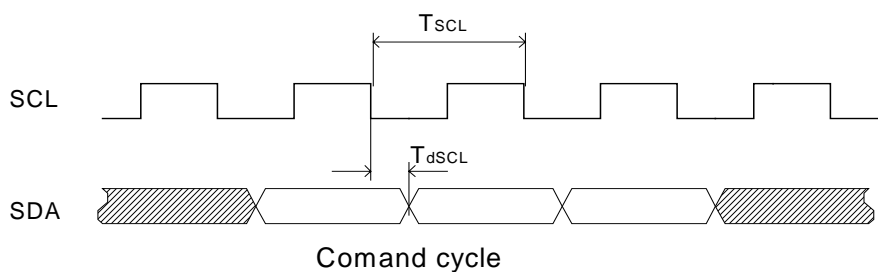 TSCL
SCL
TdSCL
SDA
Comand cycle